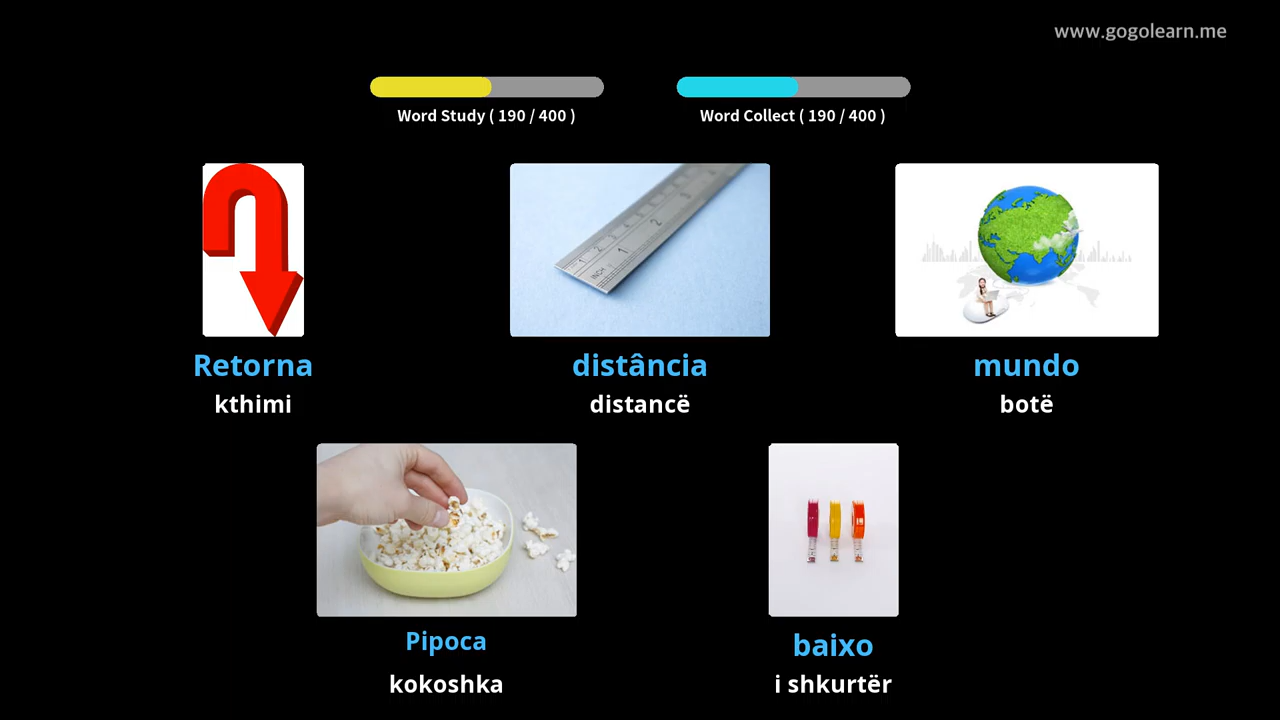 www.gogolearn.me
Word Study ( 190 / 400 )
Word Collect ( 190 / 400 )
Retorna
kthimi
distância
distancë
mundo
botë
Pipoca
kokoshka
baixo
i shkurtër